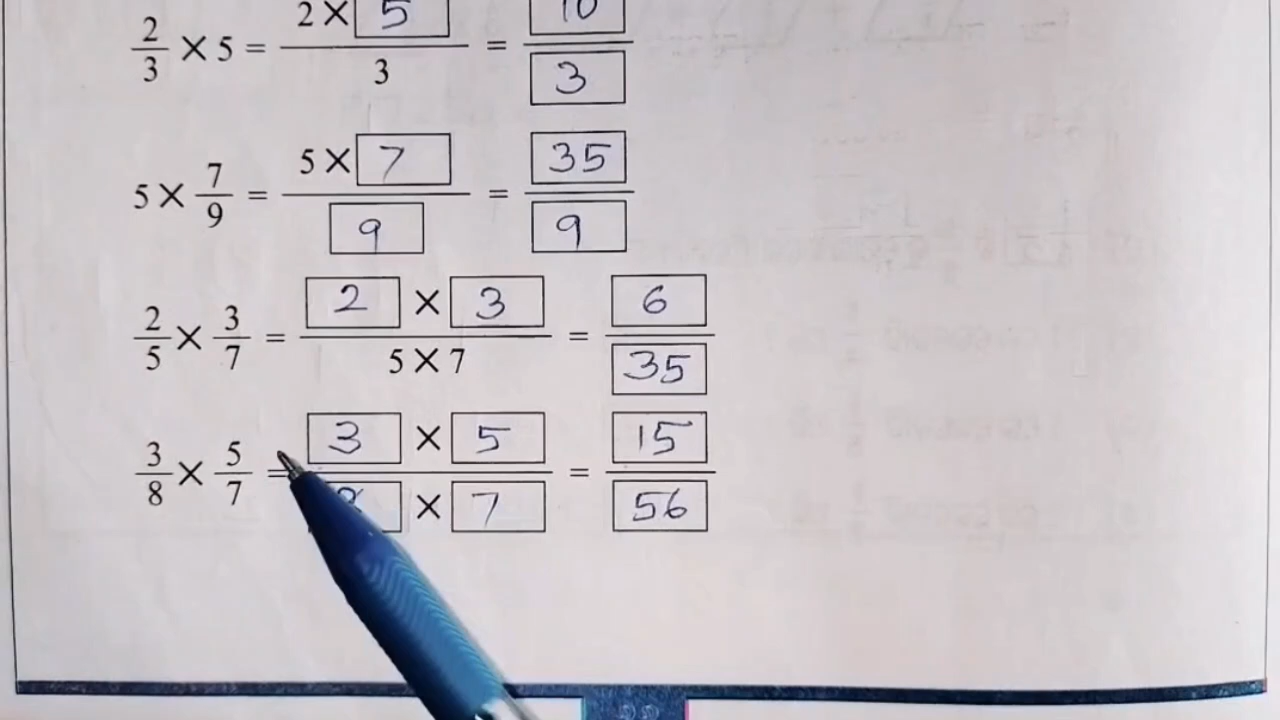 2/3 × 5 = (2 × 5)/3 = 10/3
5 × 7/9 = (5 × 7)/9 = 35/9
2/5 × 3/7 = (2 × 3)/(5 × 7) = 6/35
3/8 × 5/7 = (3 × 5)/(8 × 7) = 15/56